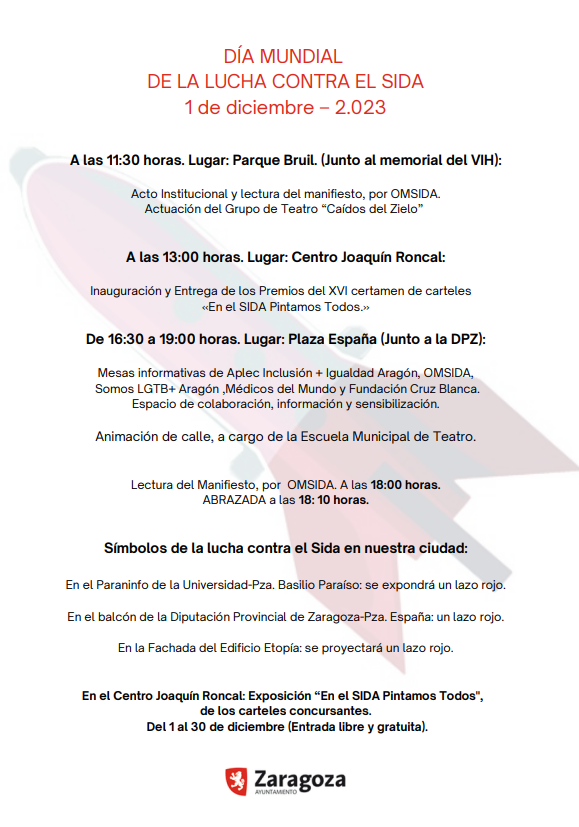 DÍA MUNDIAL
DE LA LUCHA CONTRA EL SIDA
1 de diciembre – 2.023
A las 11:30 horas. Lugar: Parque Bruil. (Junto al memorial del VIH):
Acto Institucional y lectura del manifiesto, por OMSIDA.
Actuación del Grupo de Teatro “Caídos del Zielo”
A las 13:00 horas. Lugar: Centro Joaquín Roncal:
Inauguración y Entrega de los Premios del XVI certamen de carteles
«En el SIDA Pintamos Todos.»
De 16:30 a 19:00 horas. Lugar: Plaza España (Junto a la DPZ):
Mesas informativas de Aplec Inclusión + Igualdad Aragón, OMSIDA,
Somos LGTB+ Aragón ,Médicos del Mundo y Fundación Cruz Blanca.
Espacio de colaboración, información y sensibilización.
Animación de calle, a cargo de la Escuela Municipal de Teatro.
Lectura del Manifiesto, por OMSIDA. A las 18:00 horas.
ABRAZADA a las 18: 10 horas.
Símbolos de la lucha contra el Sida en nuestra ciudad:
En el Paraninfo de la Universidad-Pza. Basilio Paraíso: se expondrá un lazo rojo.
En el balcón de la Diputación Provincial de Zaragoza-Pza. España: un lazo rojo.
En la Fachada del Edificio Etopía: se proyectará un lazo rojo.
En el Centro Joaquín Roncal: Exposición “En el SIDA Pintamos Todos",
de los carteles concursantes.
Del 1 al 30 de diciembre (Entrada libre y gratuita).
Zaragoza
AYUNTAMIENTO